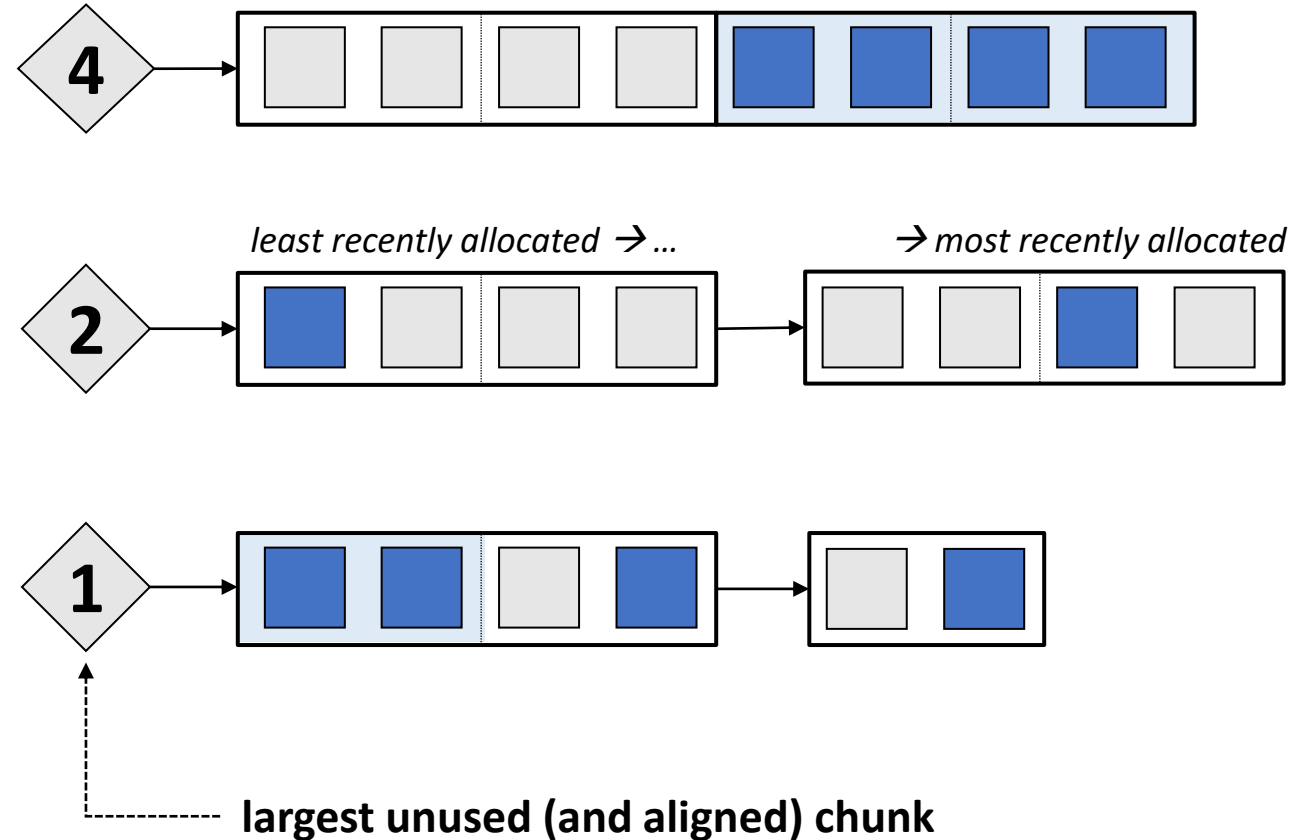 4
least recently allocated → ...
→ most recently allocated
2
1
largest unused (and aligned) chunk